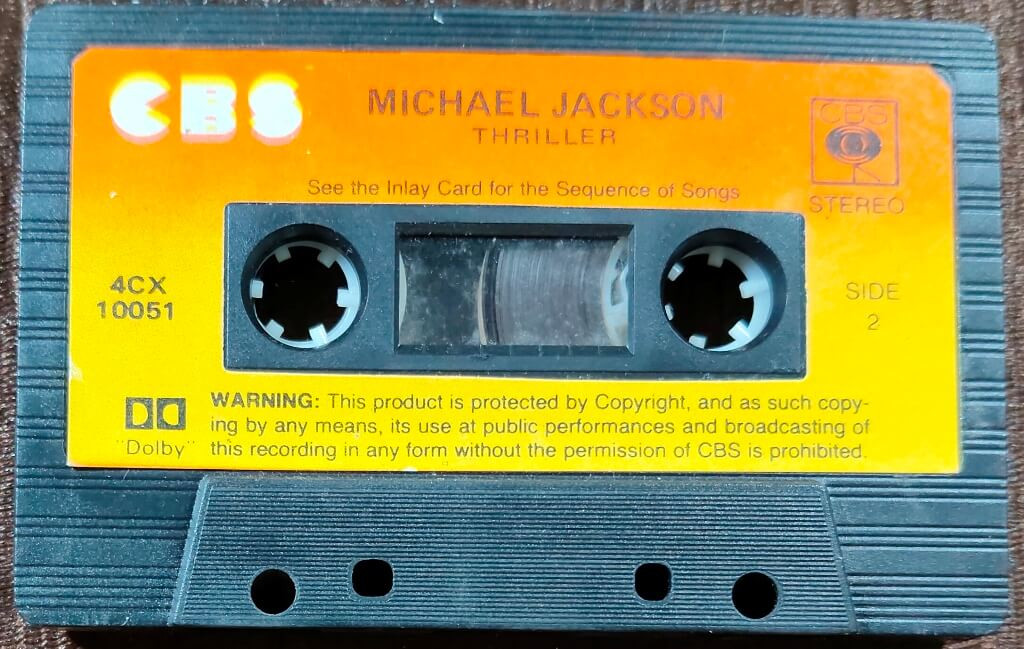 CBS
MICHAEL JACKSON
THRILLER
CBS
STEREO
See the Inlay Card for the Sequence of Songs
4CX
10051
SIDE
2
"Dolby"
WARNING: This product is protected by Copyright, and as such copy-
ing by any means, its use at public performances and broadcasting of
this recording in any form without the permission of CBS is prohibited.